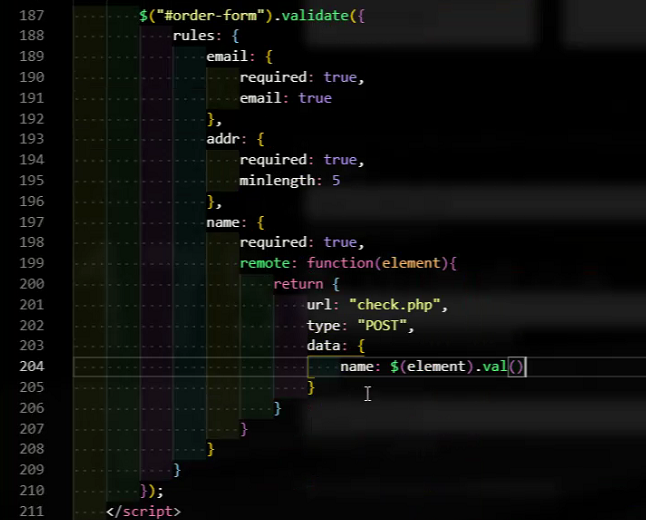 187 $("#order-form").validate({
188 rules: {
189 email: {
190 required: true,
191 email: true
192 },
193 addr: {
194 required: true,
195 minlength: 5
196 },
197 name: {
198 required: true,
199 remote: function(element){
200 return {
201 url: "check.php",
202 type: "POST",
203 data: {
204 name: $(element).val()
205 }
206 }
207 }
208 }
209 }
210 });
211 </script>